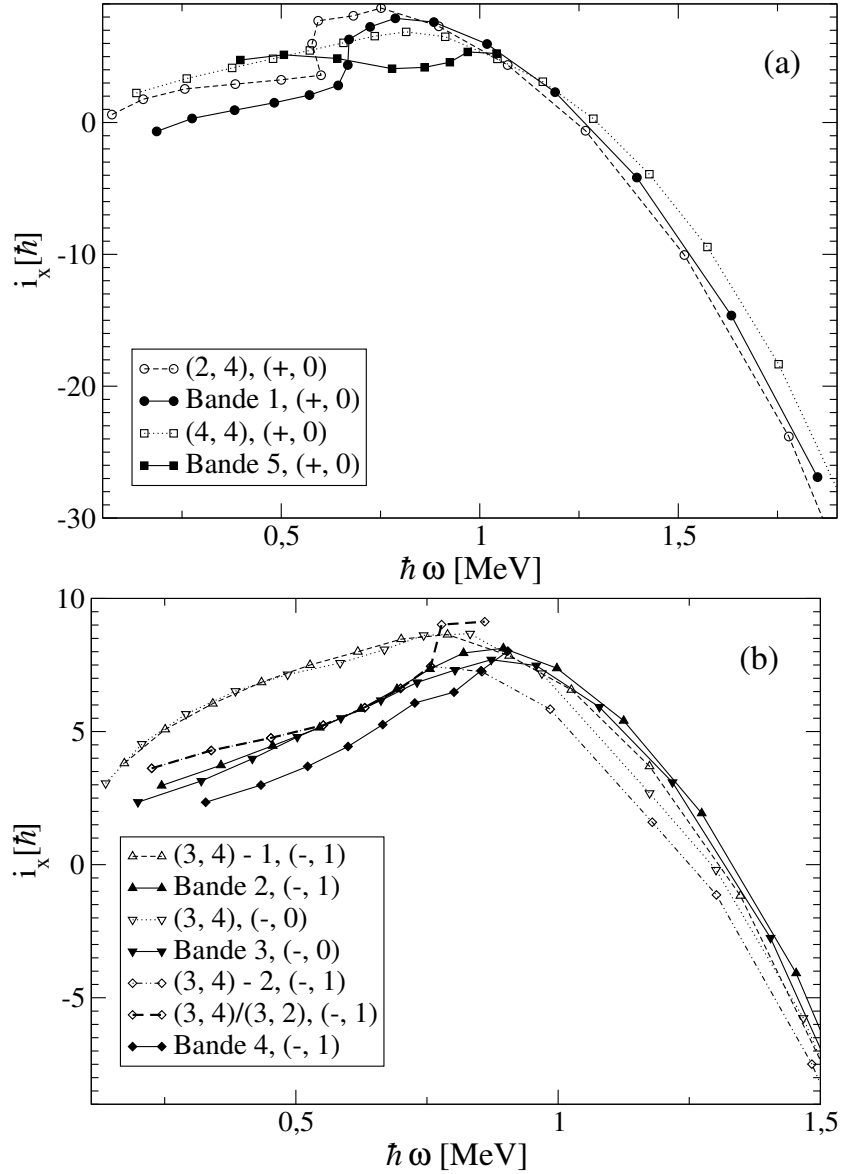 (a)
0
-10
-20
-30
i_x[ħ]
(2, 4), (+, 0)
Bande 1, (+, 0)
(4, 4), (+, 0)
Bande 5, (+, 0)
0,5 1 1,5
ħ ω [MeV]
(b)
10
5
0
-5
i_x[ħ]
(3, 4) - 1, (-, 1)
Bande 2, (-, 1)
(3, 4), (-, 0)
Bande 3, (-, 0)
(3, 4) - 2, (-, 1)
(3, 4)/(3, 2), (-, 1)
Bande 4, (-, 1)
0,5 1 1,5
ħ ω [MeV]